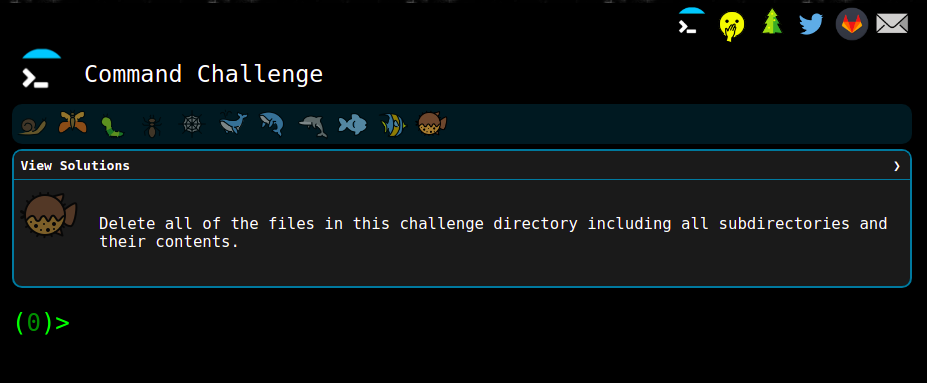 Command Challenge
View Solutions ❯
Delete all of the files in this challenge directory including all subdirectories and
their contents.
(0)>